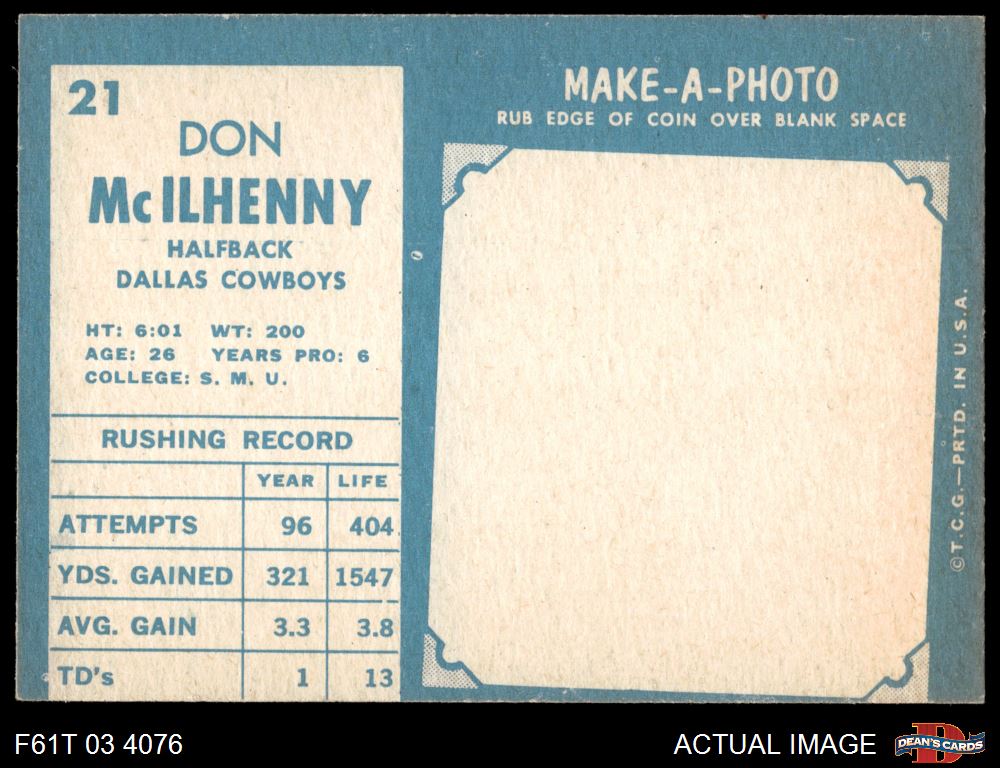 21
DON
McILHENNY
HALFBACK
DALLAS COWBOYS
HT: 6:01 WT: 200
AGE: 26 YEARS PRO: 6
COLLEGE: S. M. U.
RUSHING RECORD
YEAR LIFE
ATTEMPTS 96 404
YDS. GAINED 321 1547
AVG. GAIN 3.3 3.8
TD's 1 13
MAKE-A-PHOTO
RUB EDGE OF COIN OVER BLANK SPACE
©T.C.G.—PRTD. IN U.S.A.
F61T 03 4076
ACTUAL IMAGE
D
DEAN'S CARDS